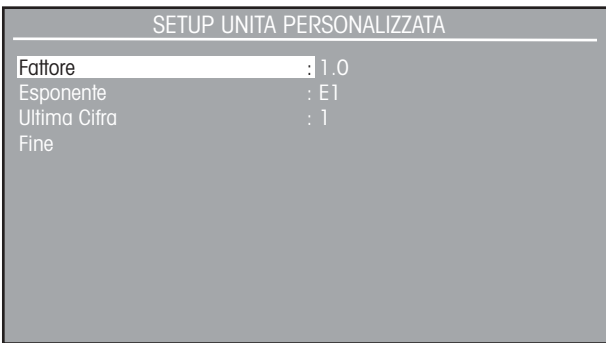 SETUP UNITA PERSONALIZZATA
Fattore : 1.0
Esponente : E1
Ultima Cifra : 1
Fine